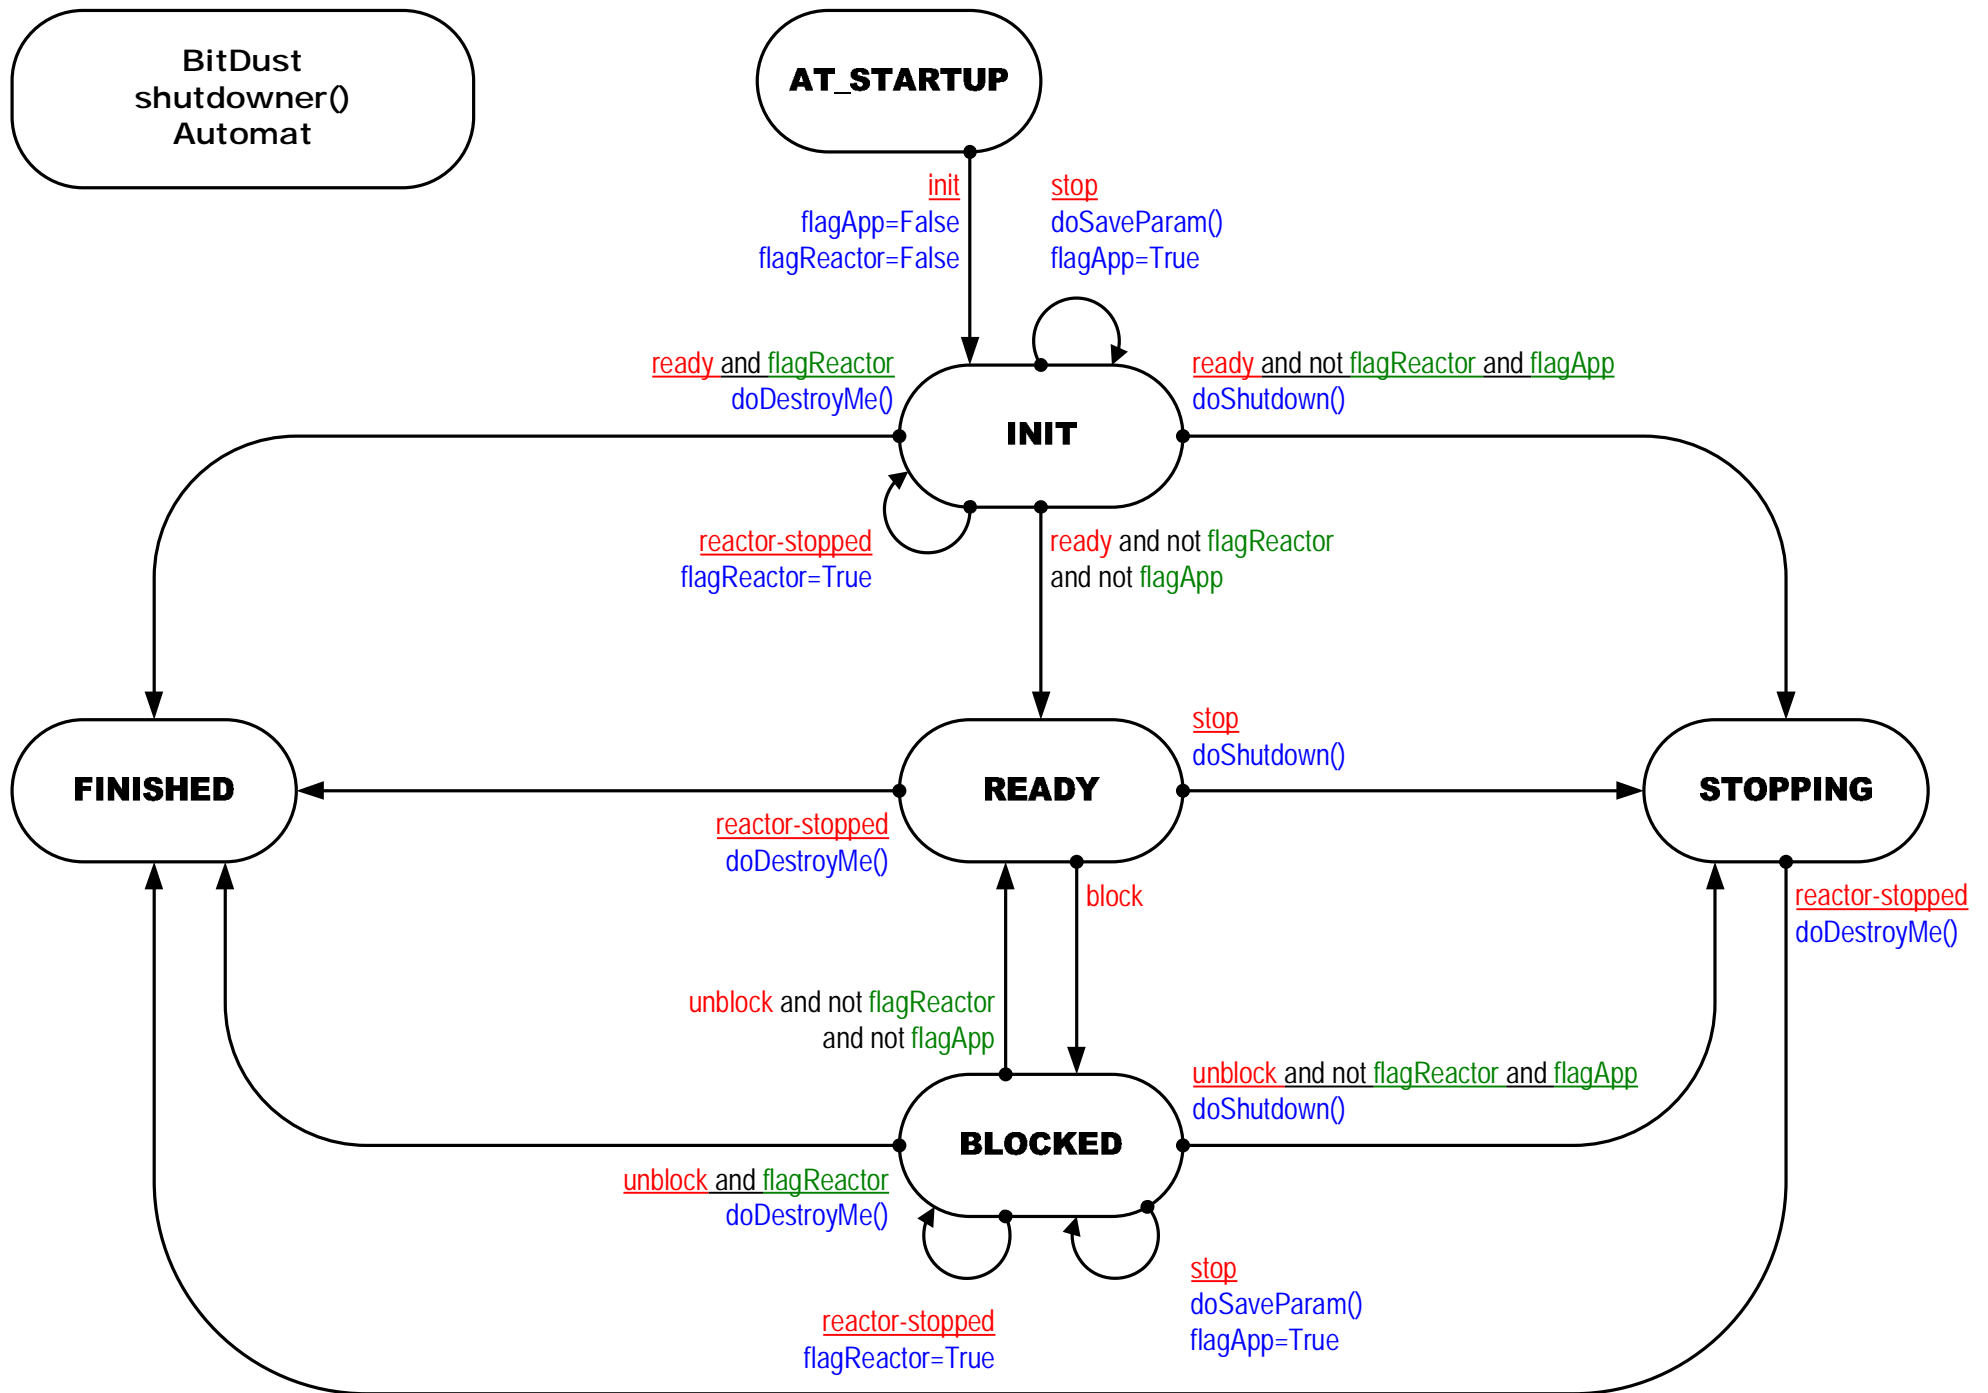 BitDust
shutdowner()
Automat
AT_STARTUP
init
flagApp=False
flagReactor=False
stop
doSaveParam()
flagApp=True
ready and flagReactor
doDestroyMe()
ready and not flagReactor and flagApp
doShutdown()
INIT
reactor-stopped
flagReactor=True
ready and not flagReactor
and not flagApp
FINISHED
READY
stop
doShutdown()
STOPPING
reactor-stopped
doDestroyMe()
block
reactor-stopped
doDestroyMe()
unblock and not flagReactor
and not flagApp
unblock and not flagReactor and flagApp
doShutdown()
BLOCKED
unblock and flagReactor
doDestroyMe()
reactor-stopped
flagReactor=True
stop
doSaveParam()
flagApp=True